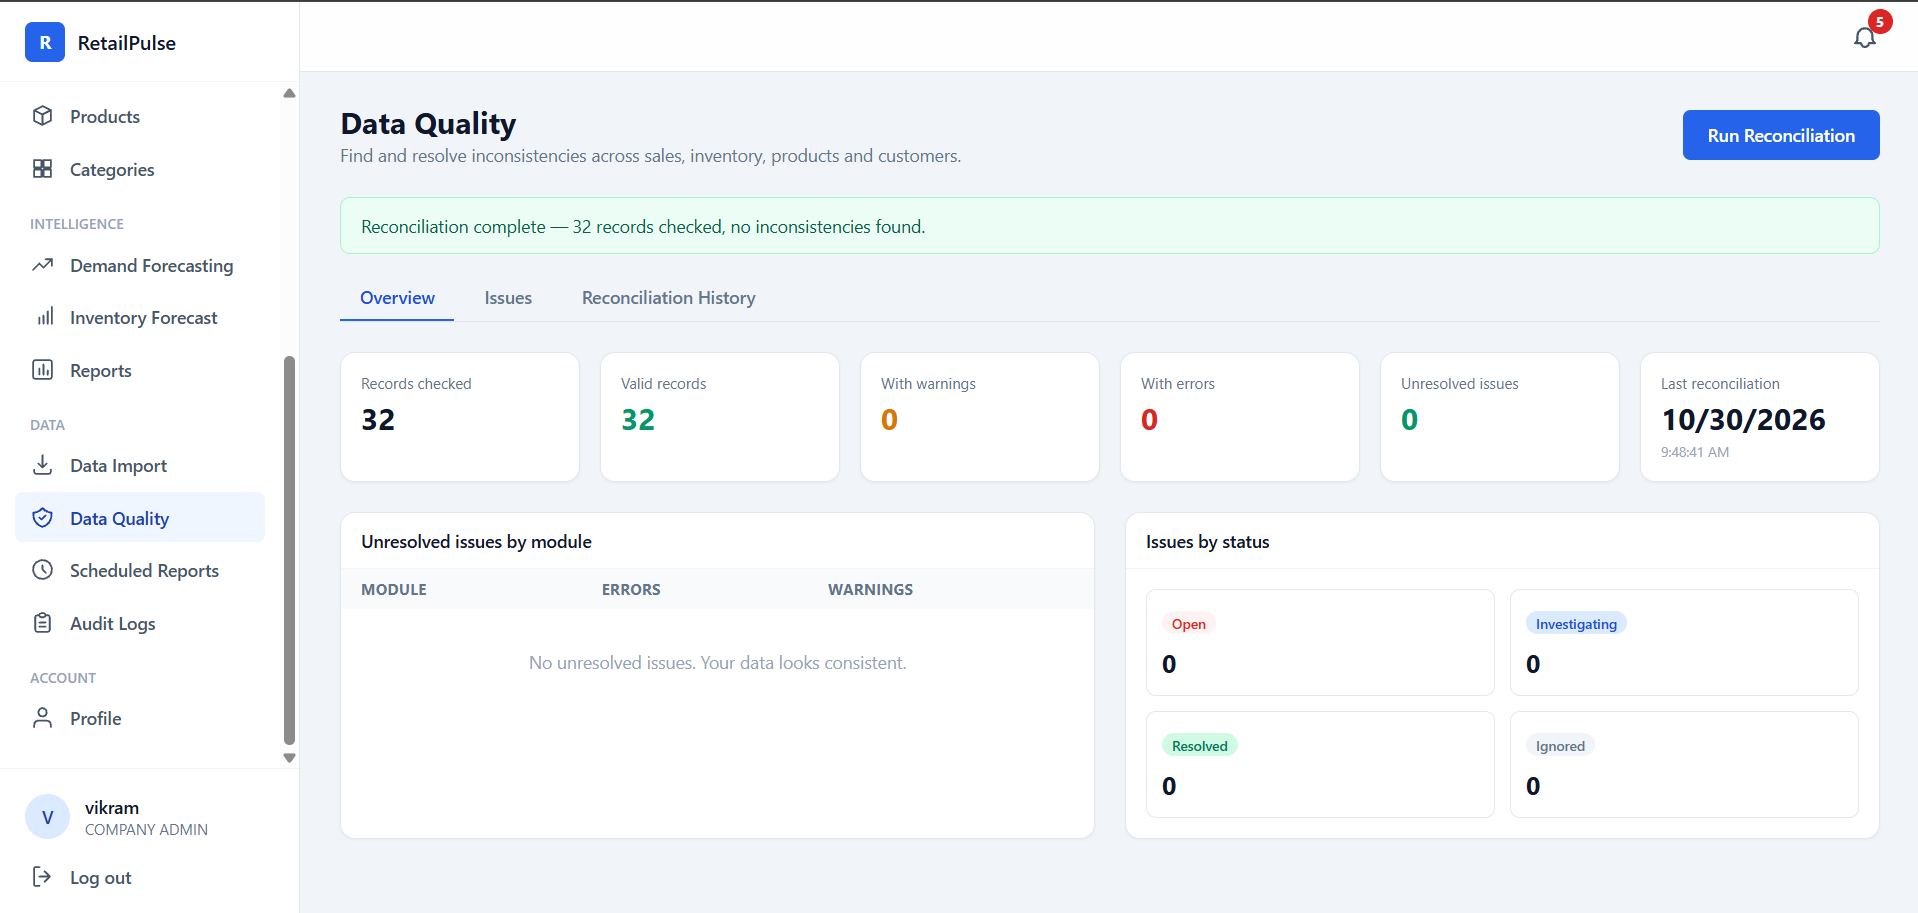 R
RetailPulse
5
Products
Categories
INTELLIGENCE
Demand Forecasting
Inventory Forecast
Reports
DATA
Data Import
Data Quality
Scheduled Reports
Audit Logs
ACCOUNT
Profile
V
vikram
COMPANY ADMIN
Log out
Data Quality
Find and resolve inconsistencies across sales, inventory, products and customers.
Run Reconciliation
Reconciliation complete — 32 records checked, no inconsistencies found.
Overview Issues Reconciliation History
Records checked
32
Valid records
32
With warnings
0
With errors
0
Unresolved issues
0
Last reconciliation
10/30/2026
9:48:41 AM
Unresolved issues by module
MODULE ERRORS WARNINGS
No unresolved issues. Your data looks consistent.
Issues by status
Open
0
Investigating
0
Resolved
0
Ignored
0